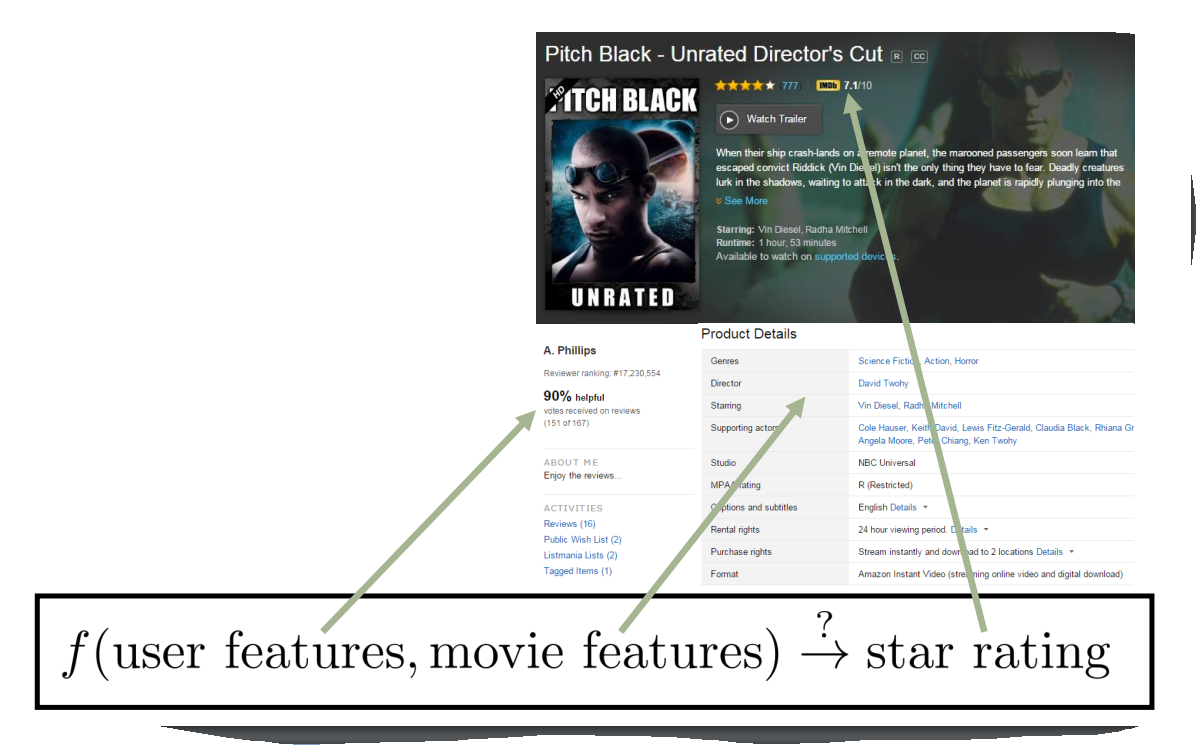 Pitch Black - Unrated Director's Cut R CC
HD
PITCH BLACK
UNRATED
(777) IMDb 7.1/10
Watch Trailer
When their ship crash-lands on a remote planet, the marooned passengers soon learn that
escaped convict Riddick (Vin Diesel) isn't the only thing they have to fear. Deadly creatures
lurk in the shadows, waiting to attack in the dark, and the planet is rapidly plunging into the
See More
Starring: Vin Diesel, Radha Mitchell
Runtime: 1 hour, 53 minutes
Available to watch on supported devices.
A. Phillips
Reviewer ranking: #17,230,554
90% helpful
votes received on reviews
(151 of 167)
ABOUT ME
Enjoy the reviews...
ACTIVITIES
Reviews (16)
Public Wish List (2)
Listmania Lists (2)
Tagged Items (1)
Product Details
Genres Science Fiction, Action, Horror
Director David Twohy
Starring Vin Diesel, Radha Mitchell
Supporting actors Cole Hauser, Keith David, Lewis Fitz-Gerald, Claudia Black, Rhiana Gr
Angela Moore, Peter Chiang, Ken Twohy
Studio NBC Universal
MPAA rating R (Restricted)
Captions and subtitles English Details
Rental rights 24 hour viewing period. Details
Purchase rights Stream instantly and download to 2 locations Details
Format Amazon Instant Video (streaming online video and digital download)
f(user features, movie features) →? star rating